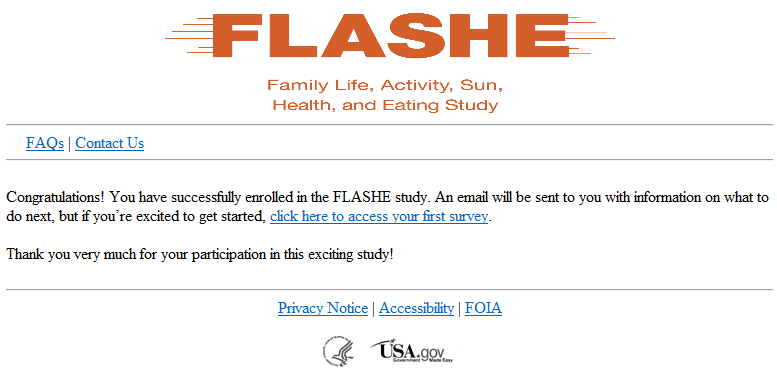 FLASHE
Family Life, Activity, Sun,
Health, and Eating Study
FAQs | Contact Us
Congratulations! You have successfully enrolled in the FLASHE study. An email will be sent to you with information on what to
do next, but if you’re excited to get started, click here to access your first survey.
Thank you very much for your participation in this exciting study!
Privacy Notice | Accessibility | FOIA
USA.gov
Government Made Easy